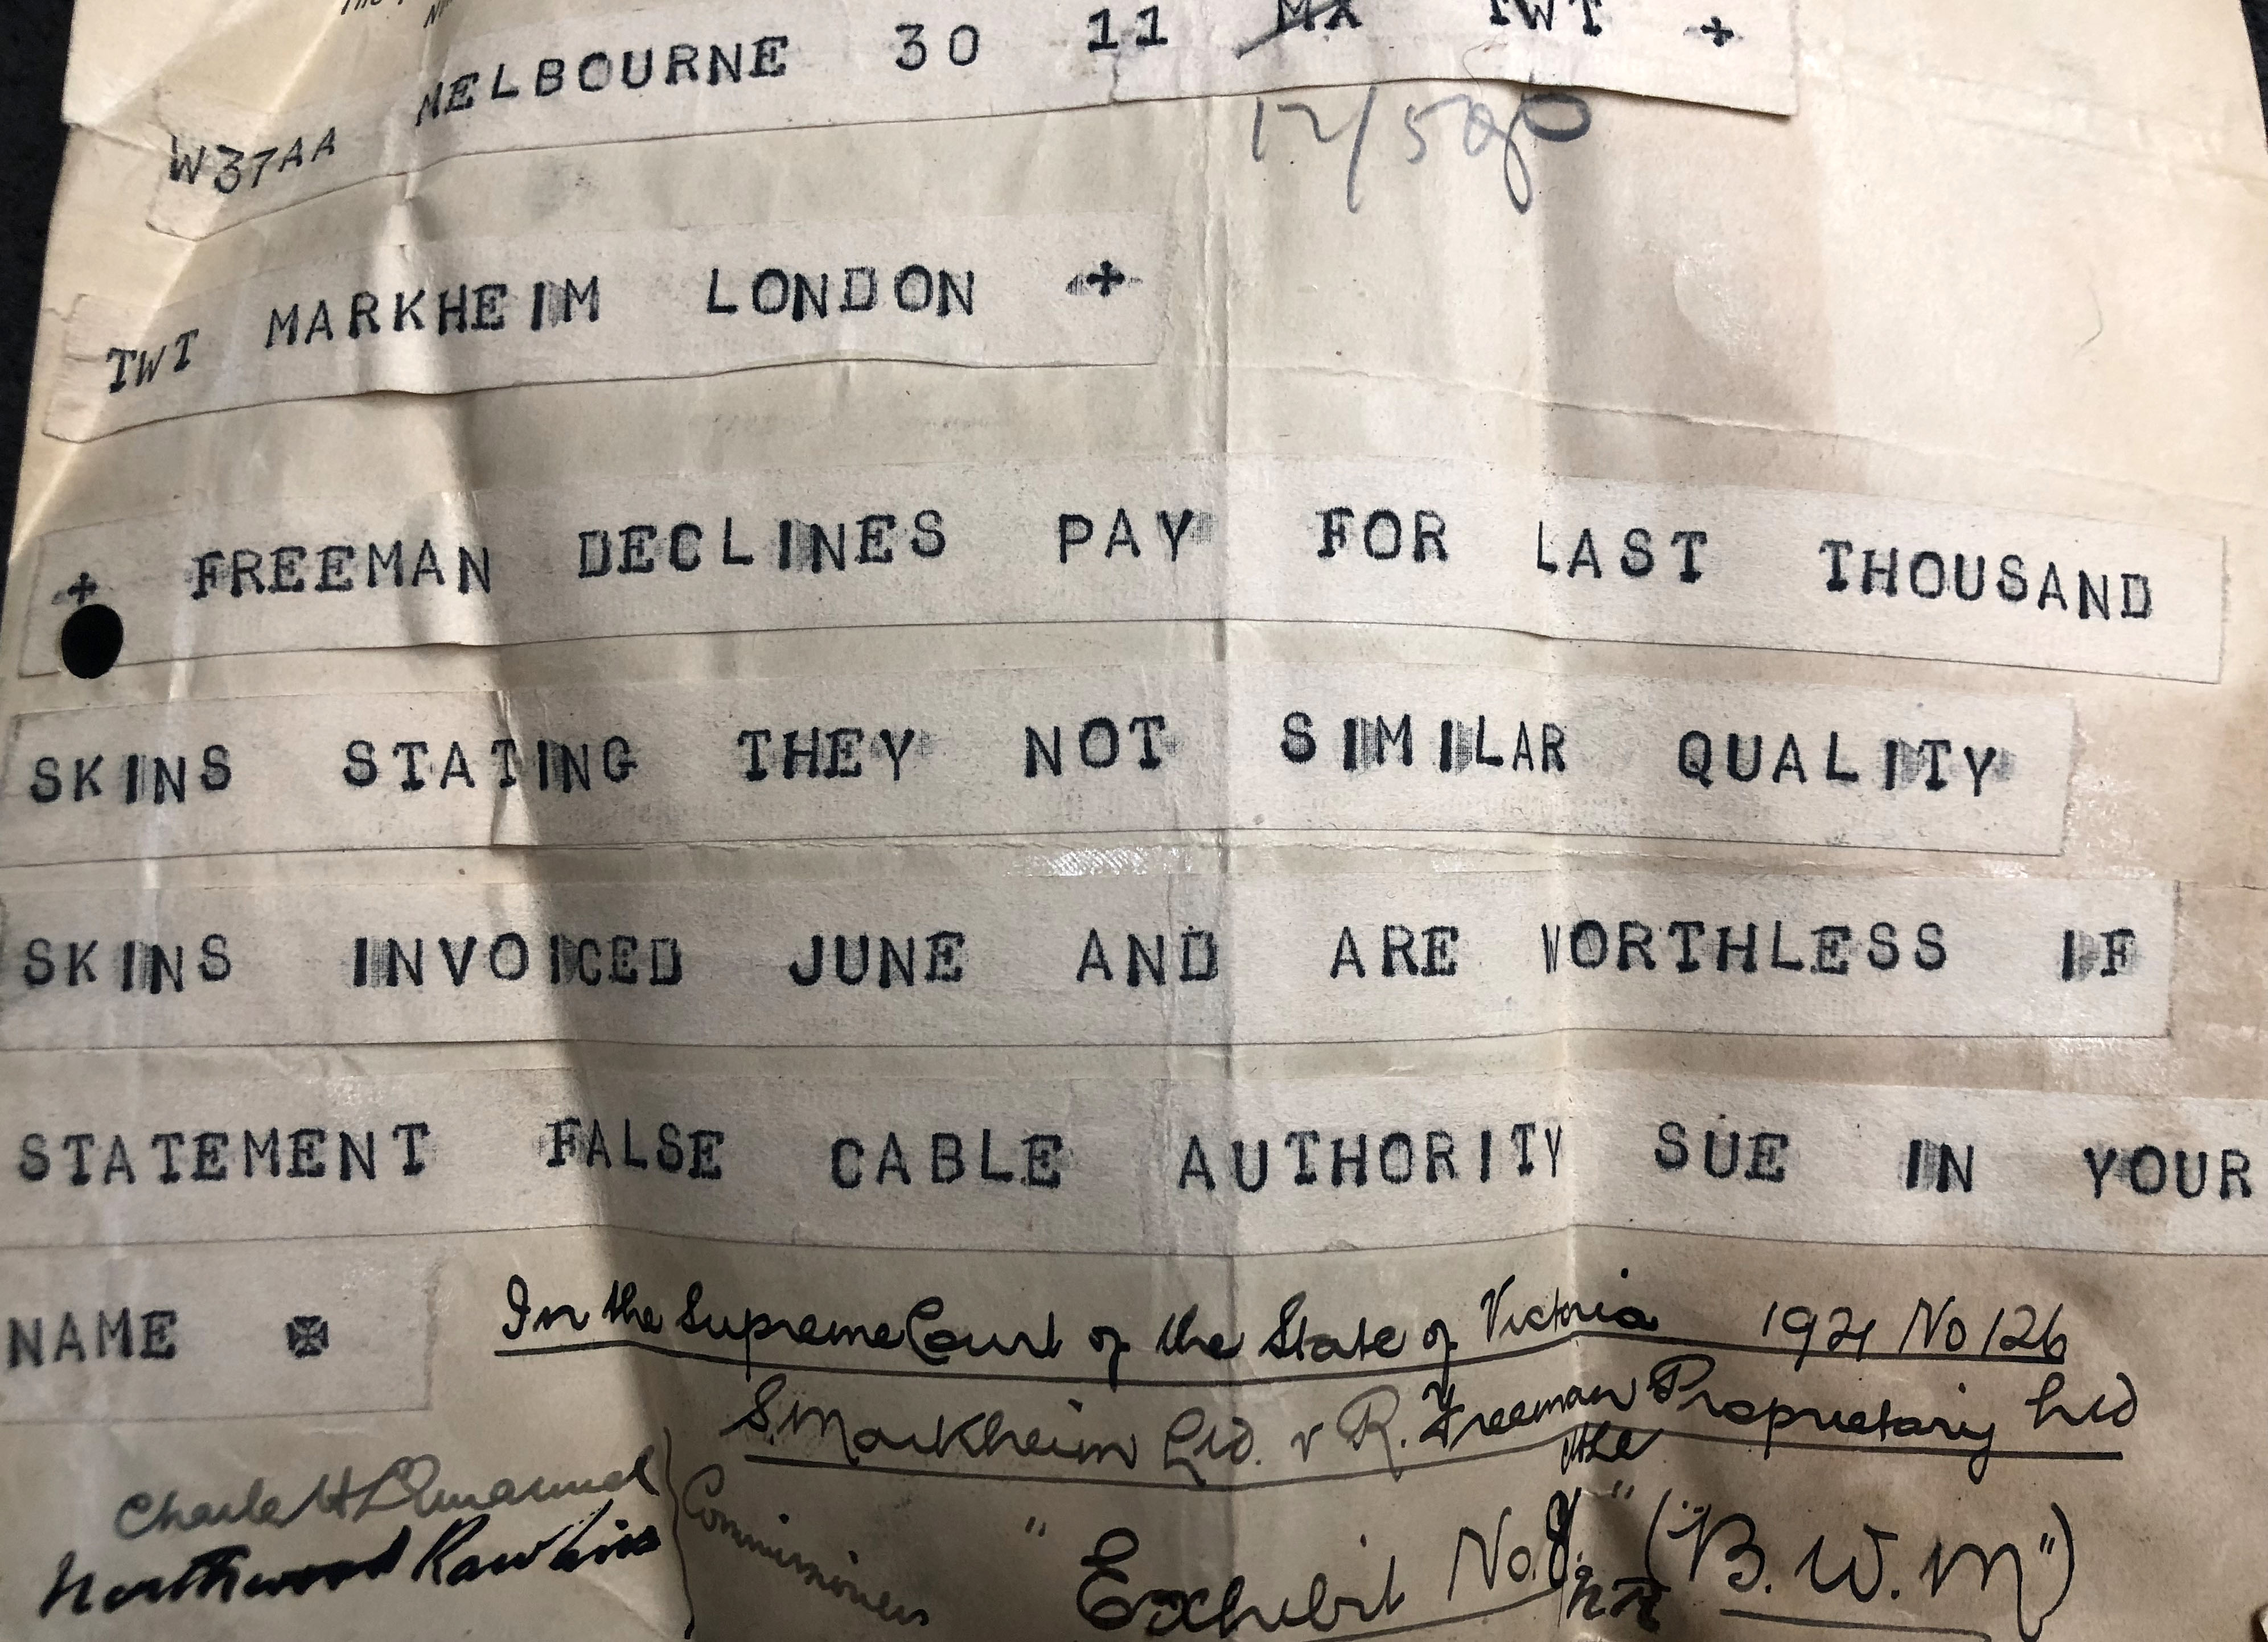 W37AA MELBOURNE 30 11 MX TWT +
TWT MARKHEIM LONDON +
+ FREEMAN DECLINES PAY FOR LAST THOUSAND
SKINS STATING THEY NOT SIMILAR QUALITY
SKINS INVOICED JUNE AND ARE WORTHLESS IF
STATEMENT FALSE CABLE AUTHORITY SUE IN YOUR
NAME
In the Supreme Court of the State of Victoria 1921 No 126
S. Markheim Ltd. v R. Freeman Proprietary Ltd
Northwood Rawlins
Commissioners
"Exhibit No. ("B. W. M")